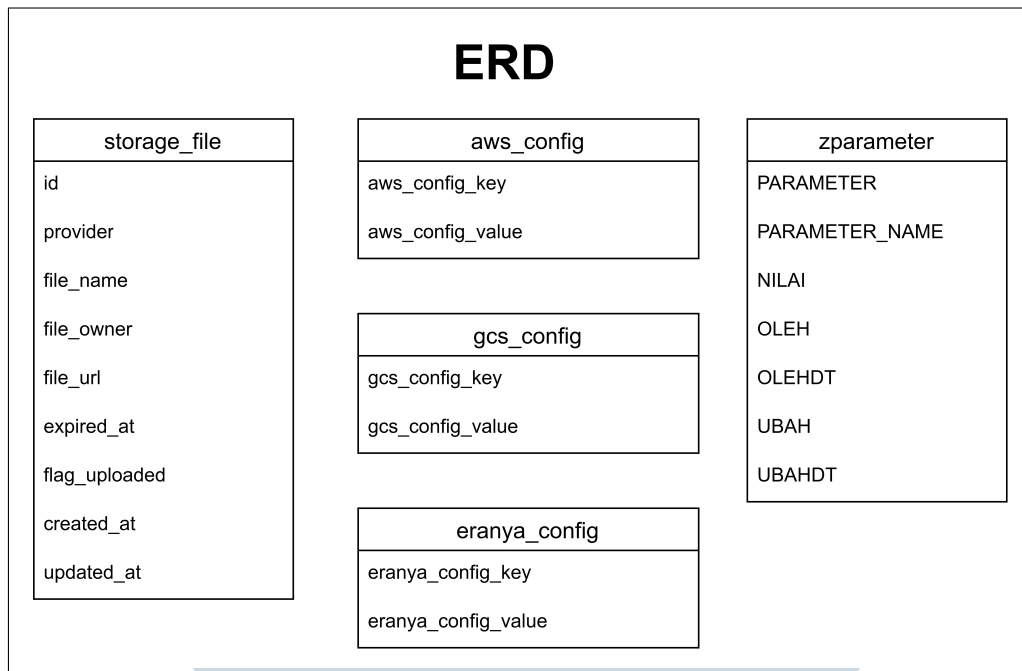 ERD
storage_file
id
provider
file_name
file_owner
file_url
expired_at
flag_uploaded
created_at
updated_at
aws_config
aws_config_key
aws_config_value
gcs_config
gcs_config_key
gcs_config_value
eranya_config
eranya_config_key
eranya_config_value
zparameter
PARAMETER
PARAMETER_NAME
NILAI
OLEH
OLEHDT
UBAH
UBAHDT